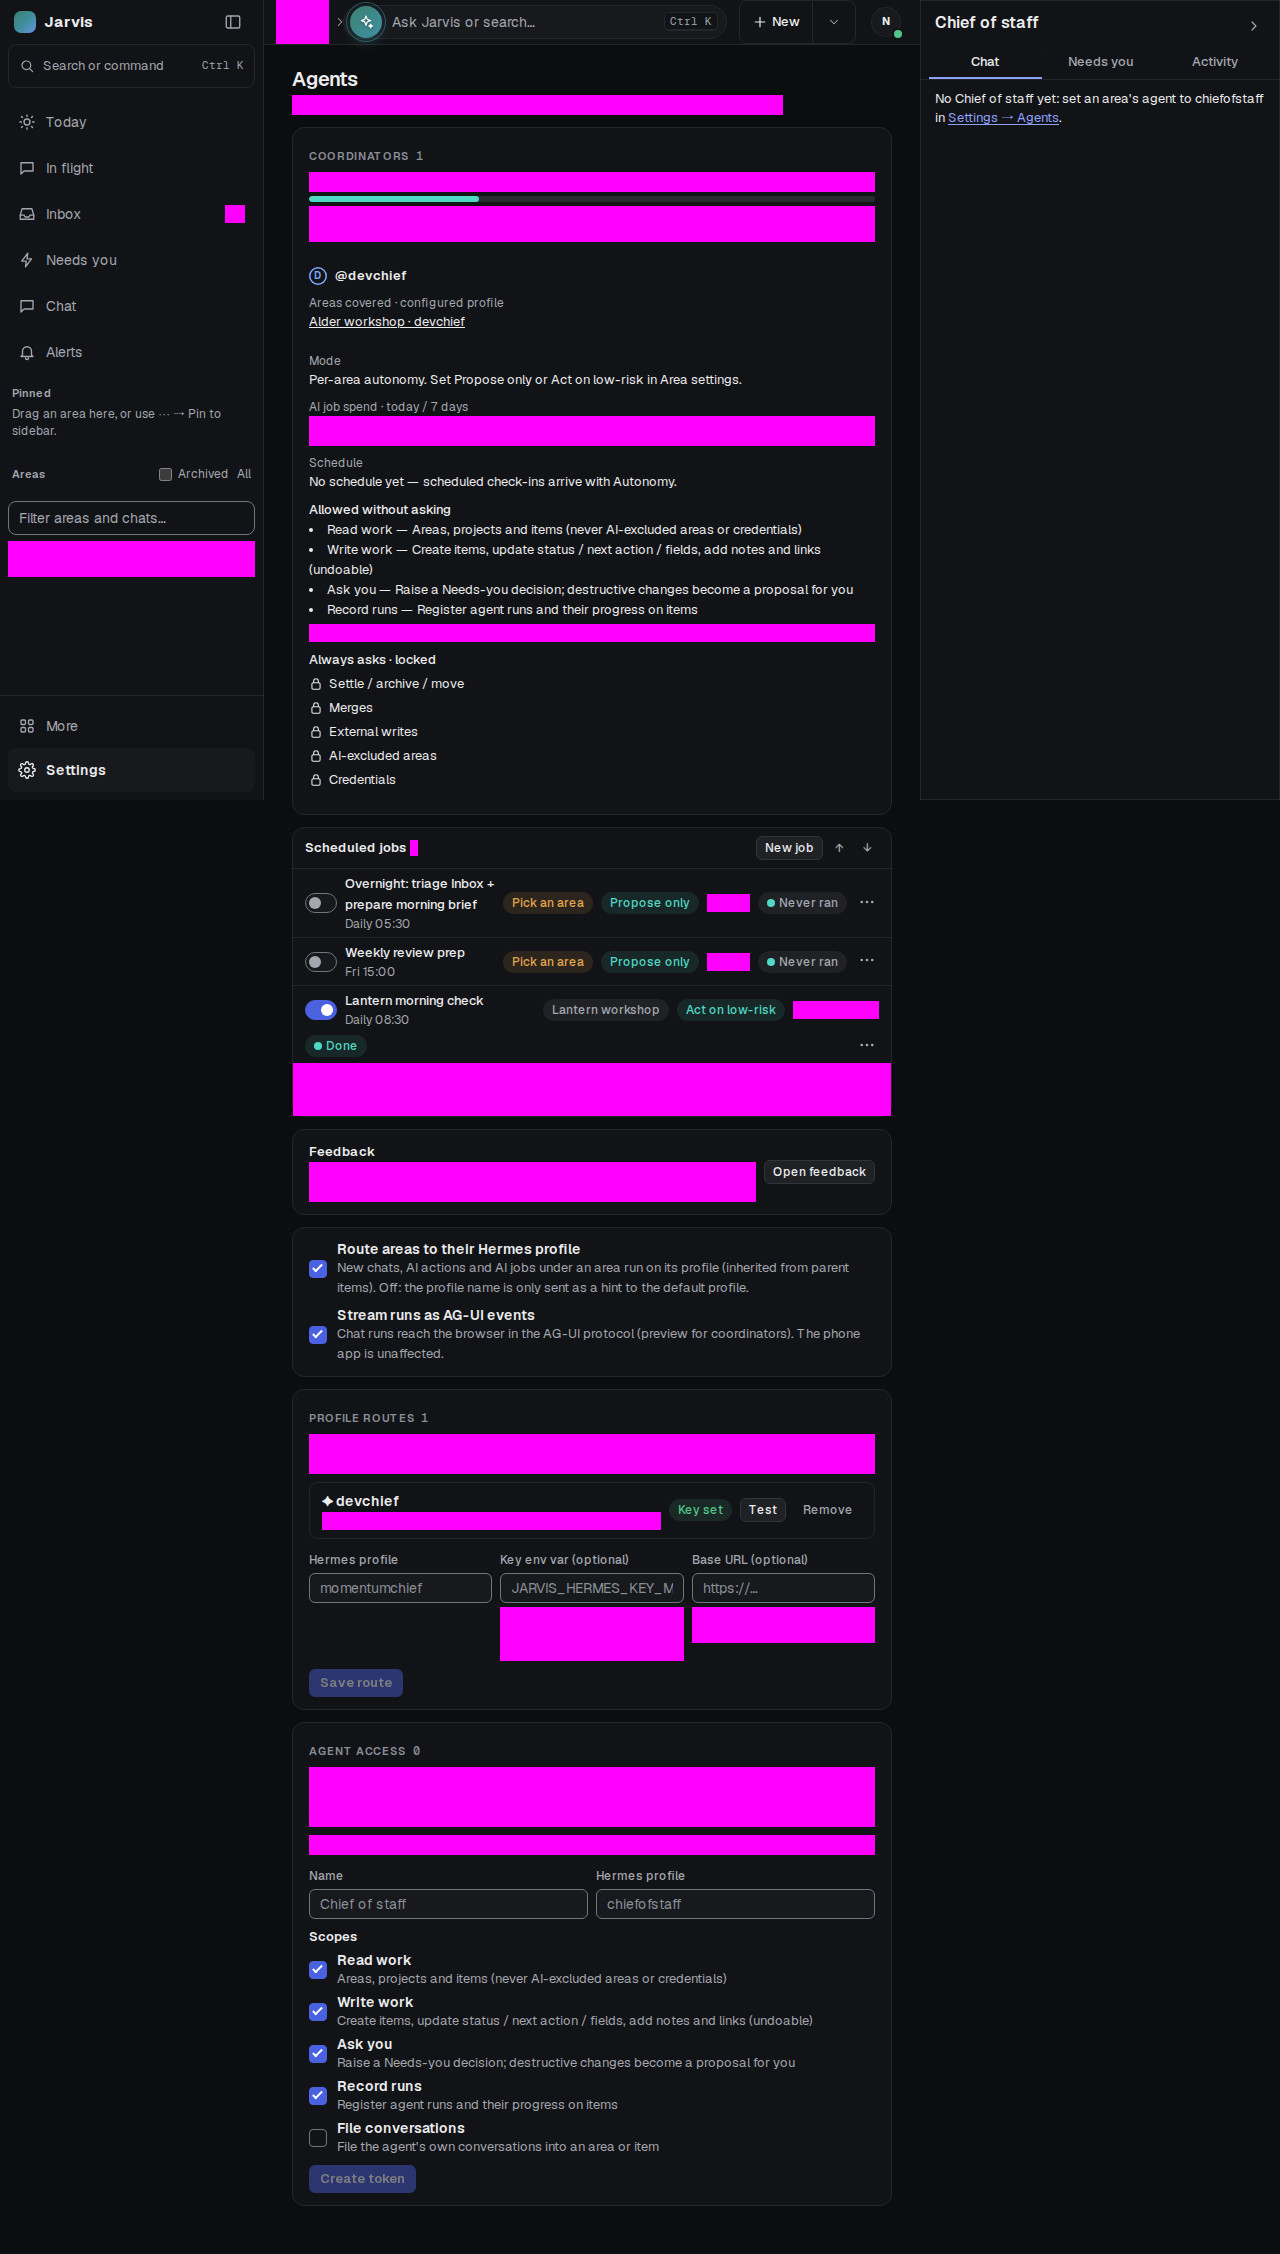 Jarvis
Search or command
Ctrl K
Today
In flight
Inbox
Needs you
Chat
Alerts
Pinned
Drag an area here, or use ··· → Pin to
sidebar.
Areas
Archived
All
Filter areas and chats…
More
Settings
Ask Jarvis or search…
Ctrl K
New
N
Agents
COORDINATORS 1
D
@devchief
Areas covered · configured profile
Alder workshop · devchief
Mode
Per-area autonomy. Set Propose only or Act on low-risk in Area settings.
AI job spend · today / 7 days
Schedule
No schedule yet — scheduled check-ins arrive with Autonomy.
Allowed without asking
• Read work — Areas, projects and items (never AI-excluded areas or credentials)
• Write work — Create items, update status / next action / fields, add notes and links
(undoable)
• Ask you — Raise a Needs-you decision; destructive changes become a proposal for you
• Record runs — Register agent runs and their progress on items
Always asks · locked
Settle / archive / move
Merges
External writes
AI-excluded areas
Credentials
Scheduled jobs
New job
Overnight: triage Inbox +
prepare morning brief
Daily 05:30
Pick an area
Propose only
Never ran
Weekly review prep
Fri 15:00
Pick an area
Propose only
Never ran
Lantern morning check
Daily 08:30
Lantern workshop
Act on low-risk
Done
Feedback
Open feedback
Route areas to their Hermes profile
New chats, AI actions and AI jobs under an area run on its profile (inherited from parent
items). Off: the profile name is only sent as a hint to the default profile.
Stream runs as AG-UI events
Chat runs reach the browser in the AG-UI protocol (preview for coordinators). The phone
app is unaffected.
PROFILE ROUTES 1
devchief
Key set
Test
Remove
Hermes profile
Key env var (optional)
Base URL (optional)
momentumchief
JARVIS_HERMES_KEY_M
https://…
Save route
AGENT ACCESS 0
Name
Hermes profile
Chief of staff
chiefofstaff
Scopes
Read work
Areas, projects and items (never AI-excluded areas or credentials)
Write work
Create items, update status / next action / fields, add notes and links (undoable)
Ask you
Raise a Needs-you decision; destructive changes become a proposal for you
Record runs
Register agent runs and their progress on items
File conversations
File the agent's own conversations into an area or item
Create token
Chief of staff
Chat
Needs you
Activity
No Chief of staff yet: set an area's agent to chiefofstaff
in Settings → Agents.